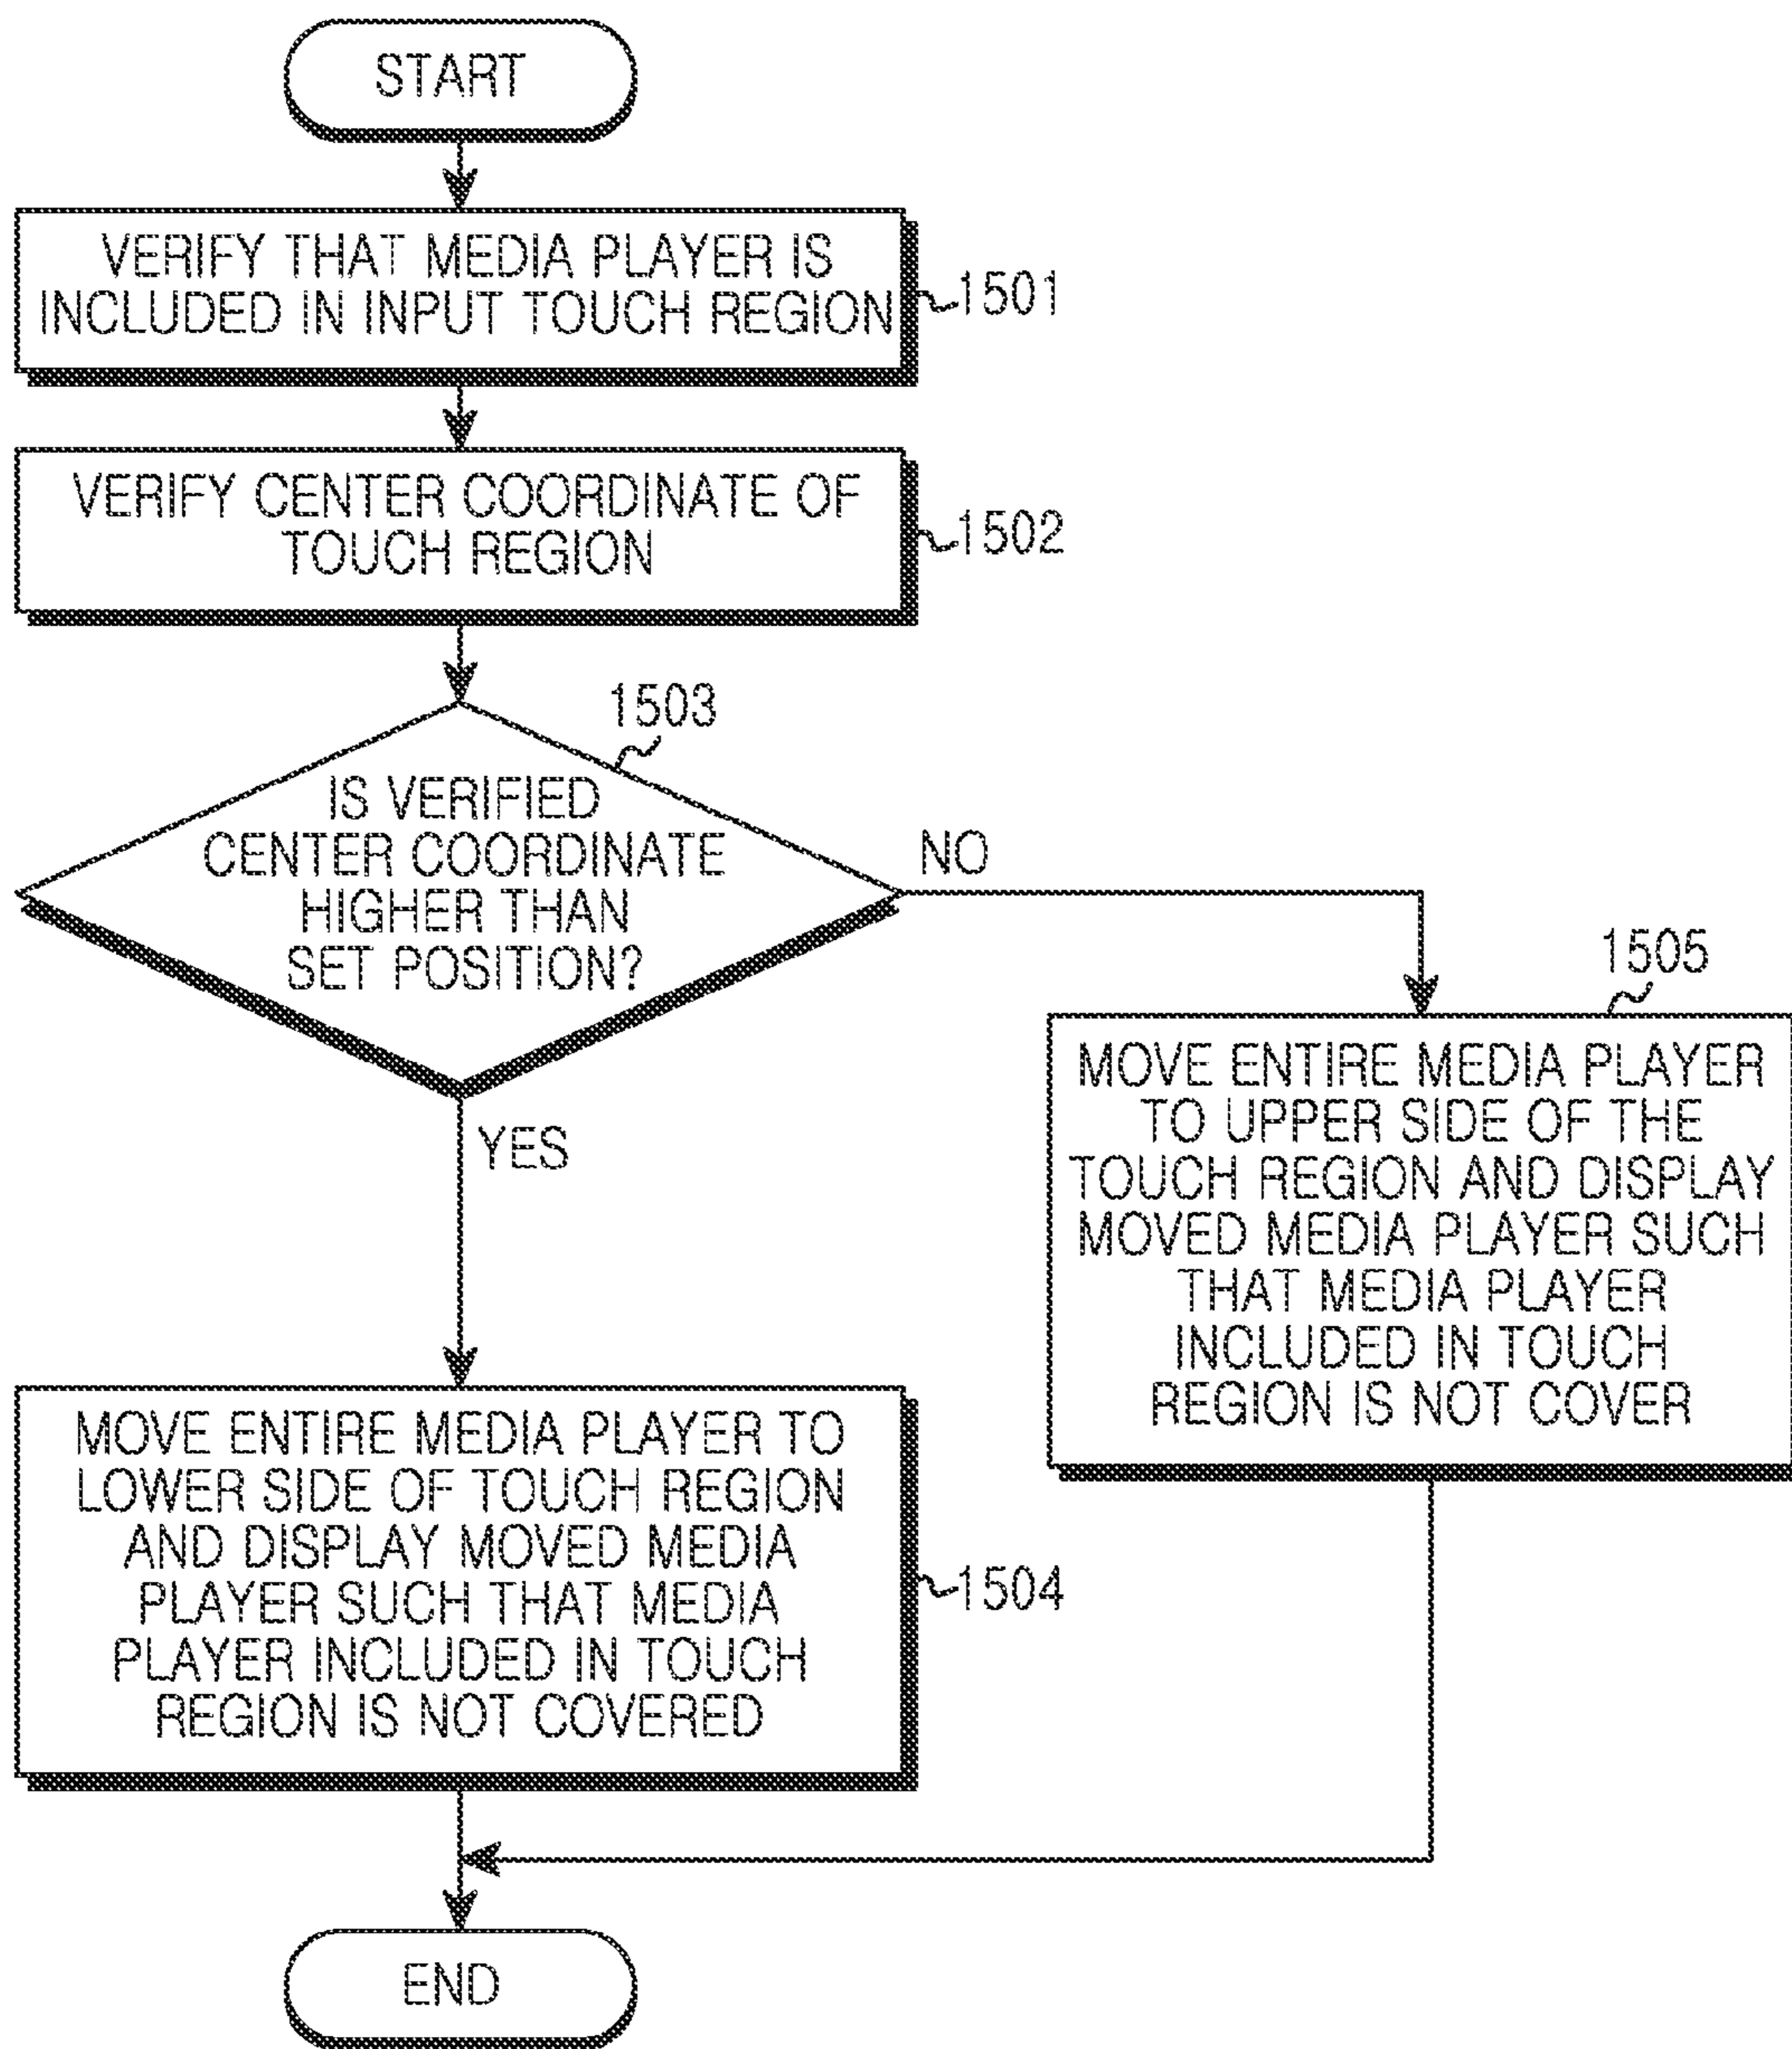 START
VERIFY THAT MEDIA PLAYER IS
INCLUDED IN INPUT TOUCH REGION
1501
VERIFY CENTER COORDINATE OF
TOUCH REGION
1502
1503
IS VERIFIED
CENTER COORDINATE
HIGHER THAN
SET POSITION?
NO
YES
1505
MOVE ENTIRE MEDIA PLAYER
TO UPPER SIDE OF THE
TOUCH REGION AND DISPLAY
MOVED MEDIA PLAYER SUCH
THAT MEDIA PLAYER
INCLUDED IN TOUCH
REGION IS NOT COVER
MOVE ENTIRE MEDIA PLAYER TO
LOWER SIDE OF TOUCH REGION
AND DISPLAY MOVED MEDIA
PLAYER SUCH THAT MEDIA
PLAYER INCLUDED IN TOUCH
REGION IS NOT COVERED
1504
END